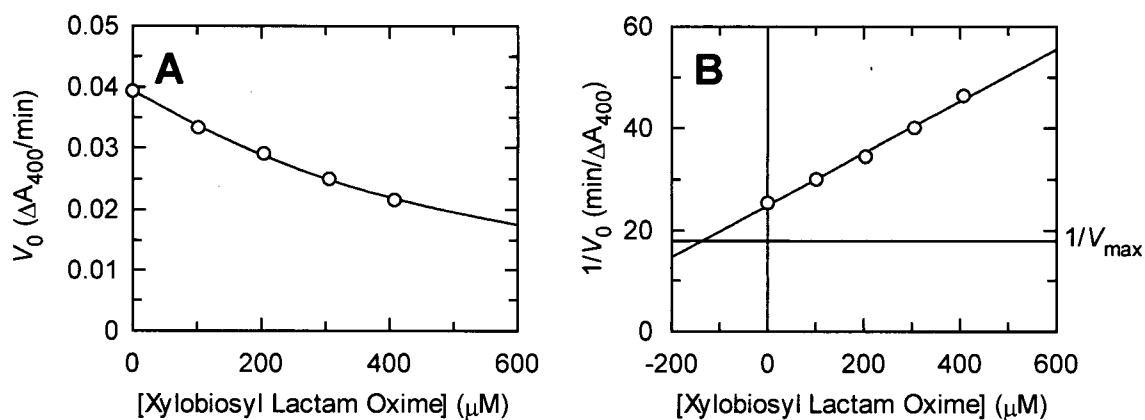 A
V₀ (ΔA₄₀₀/min)
0.05
0.04
0.03
0.02
0.01
0
0 200 400 600
[Xylobiosyl Lactam Oxime] (μM)
B
1/V₀ (min/ΔA₄₀₀)
60
40
20
0
1/Vmax
-200 0 200 400 600
[Xylobiosyl Lactam Oxime] (μM)